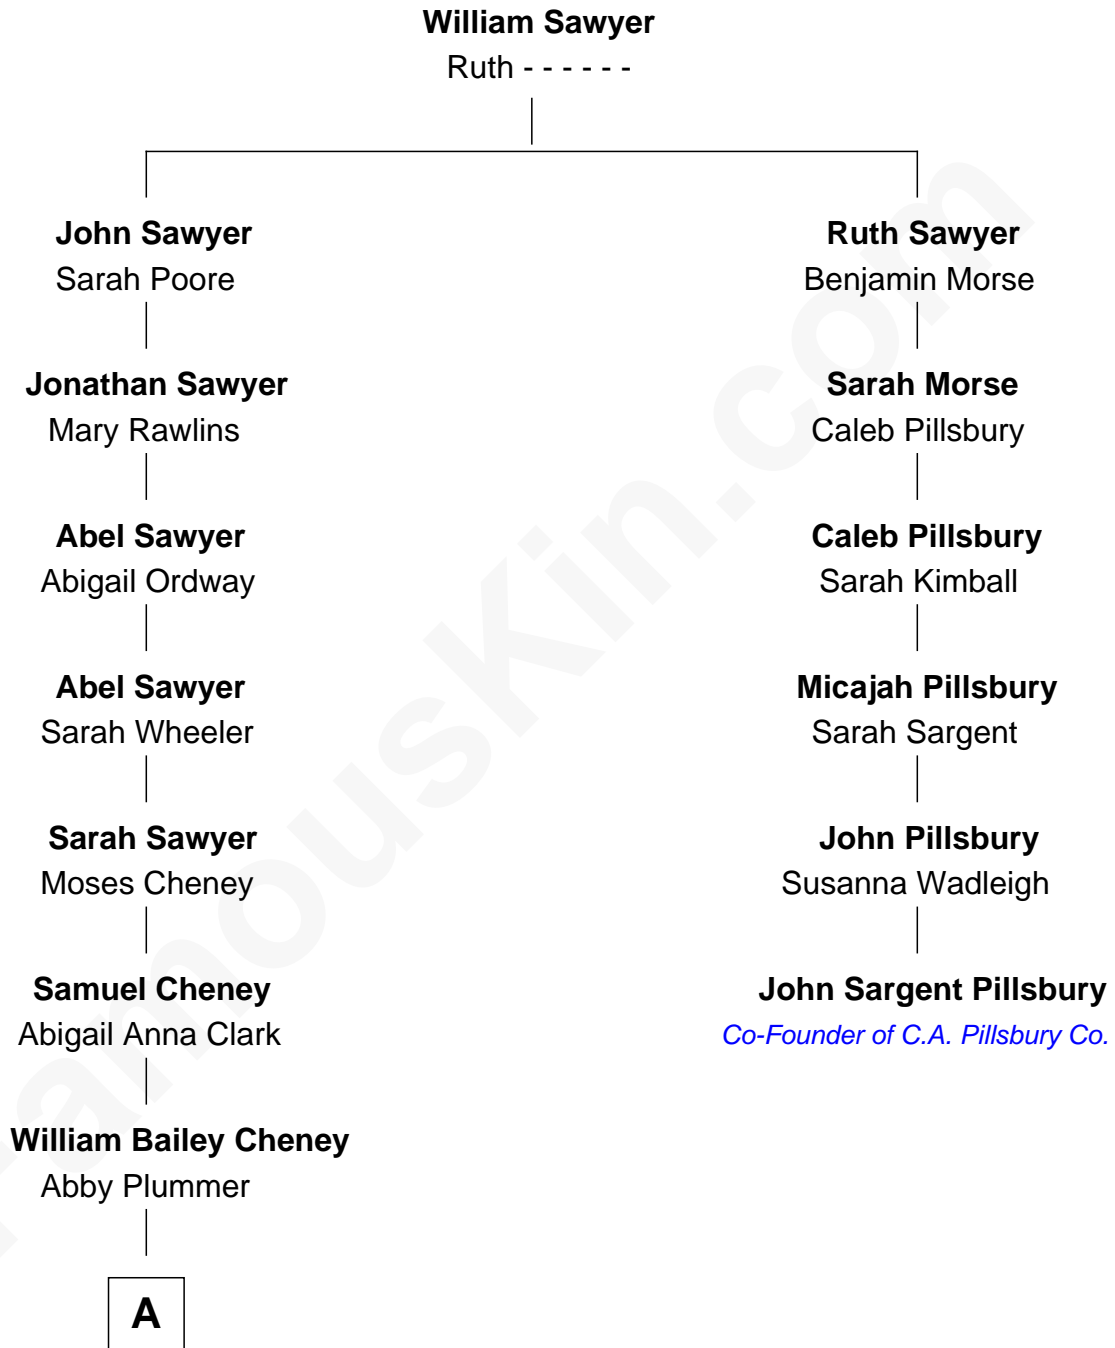 William Sawyer
Ruth - - - - - -
John Sawyer
Sarah Poore
Ruth Sawyer
Benjamin Morse
Jonathan Sawyer
Mary Rawlins
Sarah Morse
Caleb Pillsbury
Abel Sawyer
Abigail Ordway
Caleb Pillsbury
Sarah Kimball
Abel Sawyer
Sarah Wheeler
Micajah Pillsbury
Sarah Sargent
Sarah Sawyer
Moses Cheney
John Pillsbury
Susanna Wadleigh
Samuel Cheney
Abigail Anna Clark
John Sargent Pillsbury
Co-Founder of C.A. Pillsbury Co.
William Bailey Cheney
Abby Plummer
A
FamousKin.com